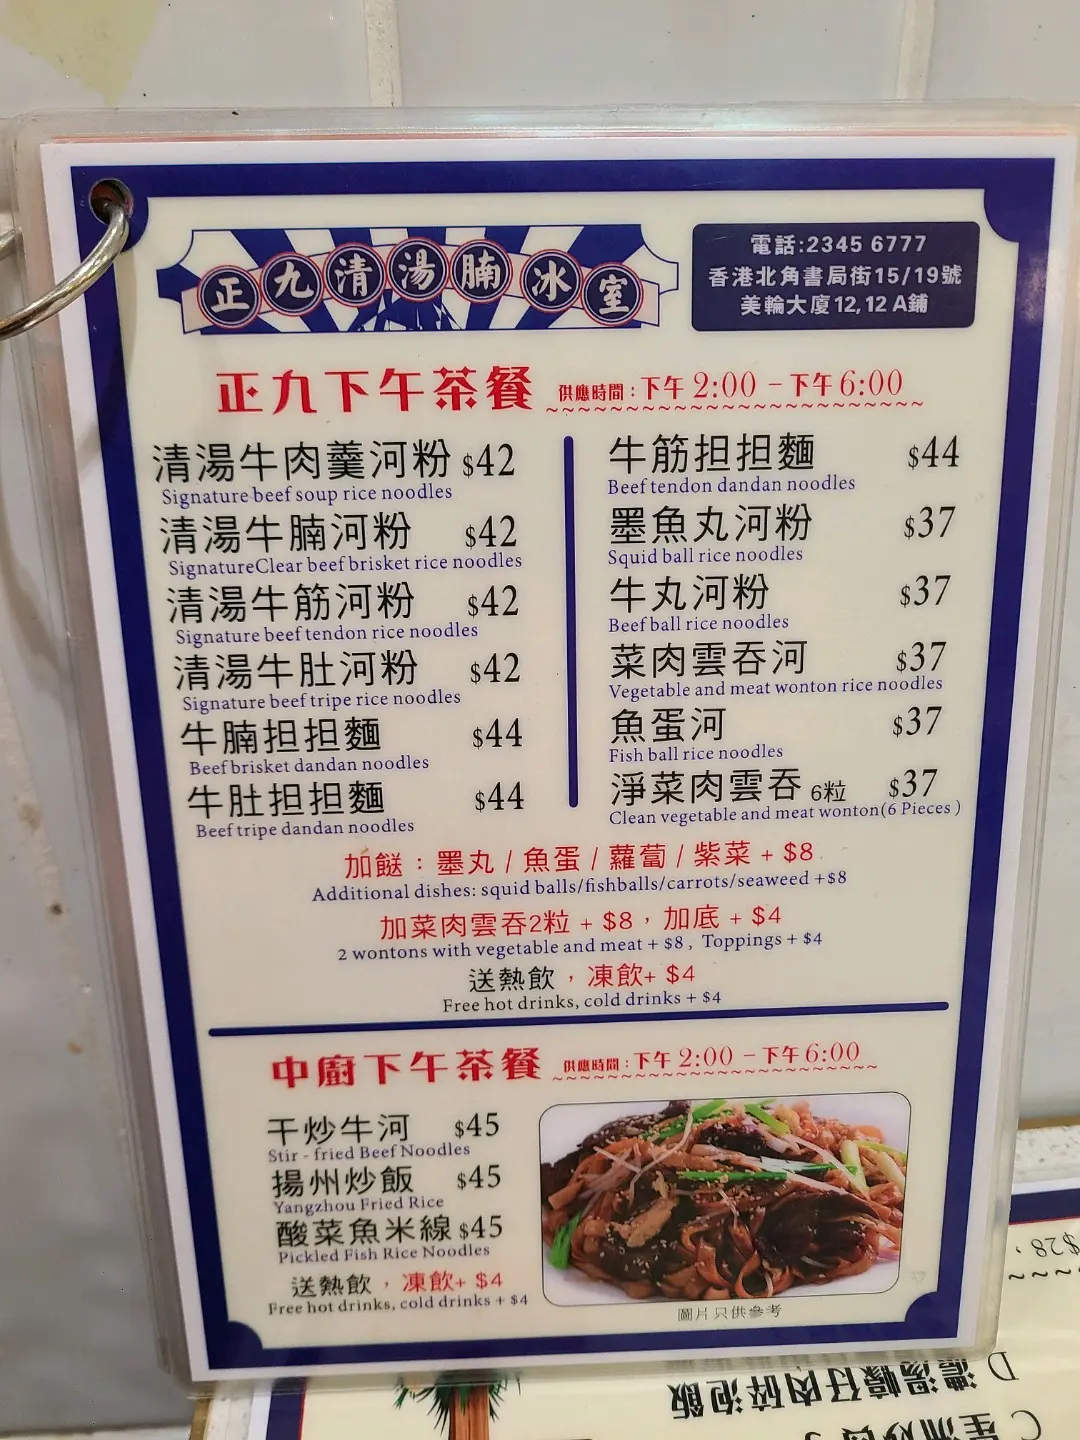 正九清湯腩冰室
電話:2345 6777
香港北角書局街15/19號
美輪大廈12, 12 A鋪
正九下午茶餐 供應時間：下午 2:00 – 下午 6:00
清湯牛肉羹河粉 $42
Signature beef soup rice noodles
清湯牛腩河粉 $42
SignatureClear beef brisket rice noodles
清湯牛筋河粉 $42
Signature beef tendon rice noodles
清湯牛肚河粉 $42
Signature beef tripe rice noodles
牛腩担担麵 $44
Beef brisket dandan noodles
牛肚担担麵 $44
Beef tripe dandan noodles
牛筋担担麵 $44
Beef tendon dandan noodles
墨魚丸河粉 $37
Squid ball rice noodles
牛丸河粉 $37
Beef ball rice noodles
菜肉雲吞河 $37
Vegetable and meat wonton rice noodles
魚蛋河 $37
Fish ball rice noodles
淨菜肉雲吞 6粒 $37
Clean vegetable and meat wonton(6 Pieces )
加餸：墨丸 / 魚蛋 / 蘿蔔 / 紫菜 + $8
Additional dishes: squid balls/fishballs/carrots/seaweed +$8
加菜肉雲吞2粒 + $8，加底 + $4
2 wontons with vegetable and meat + $8 , Toppings + $4
送熱飲，凍飲+ $4
Free hot drinks, cold drinks + $4
中廚下午茶餐 供應時間：下午 2:00 – 下午 6:00
干炒牛河 $45
Stir - fried Beef Noodles
揚州炒飯 $45
Yangzhou Fried Rice
酸菜魚米線 $45
Pickled Fish Rice Noodles
送熱飲，凍飲+ $4
Free hot drinks, cold drinks + $4
圖片只供參考
$28
D 濃湯蠔仔肉碎泡飯
C 星洲炒